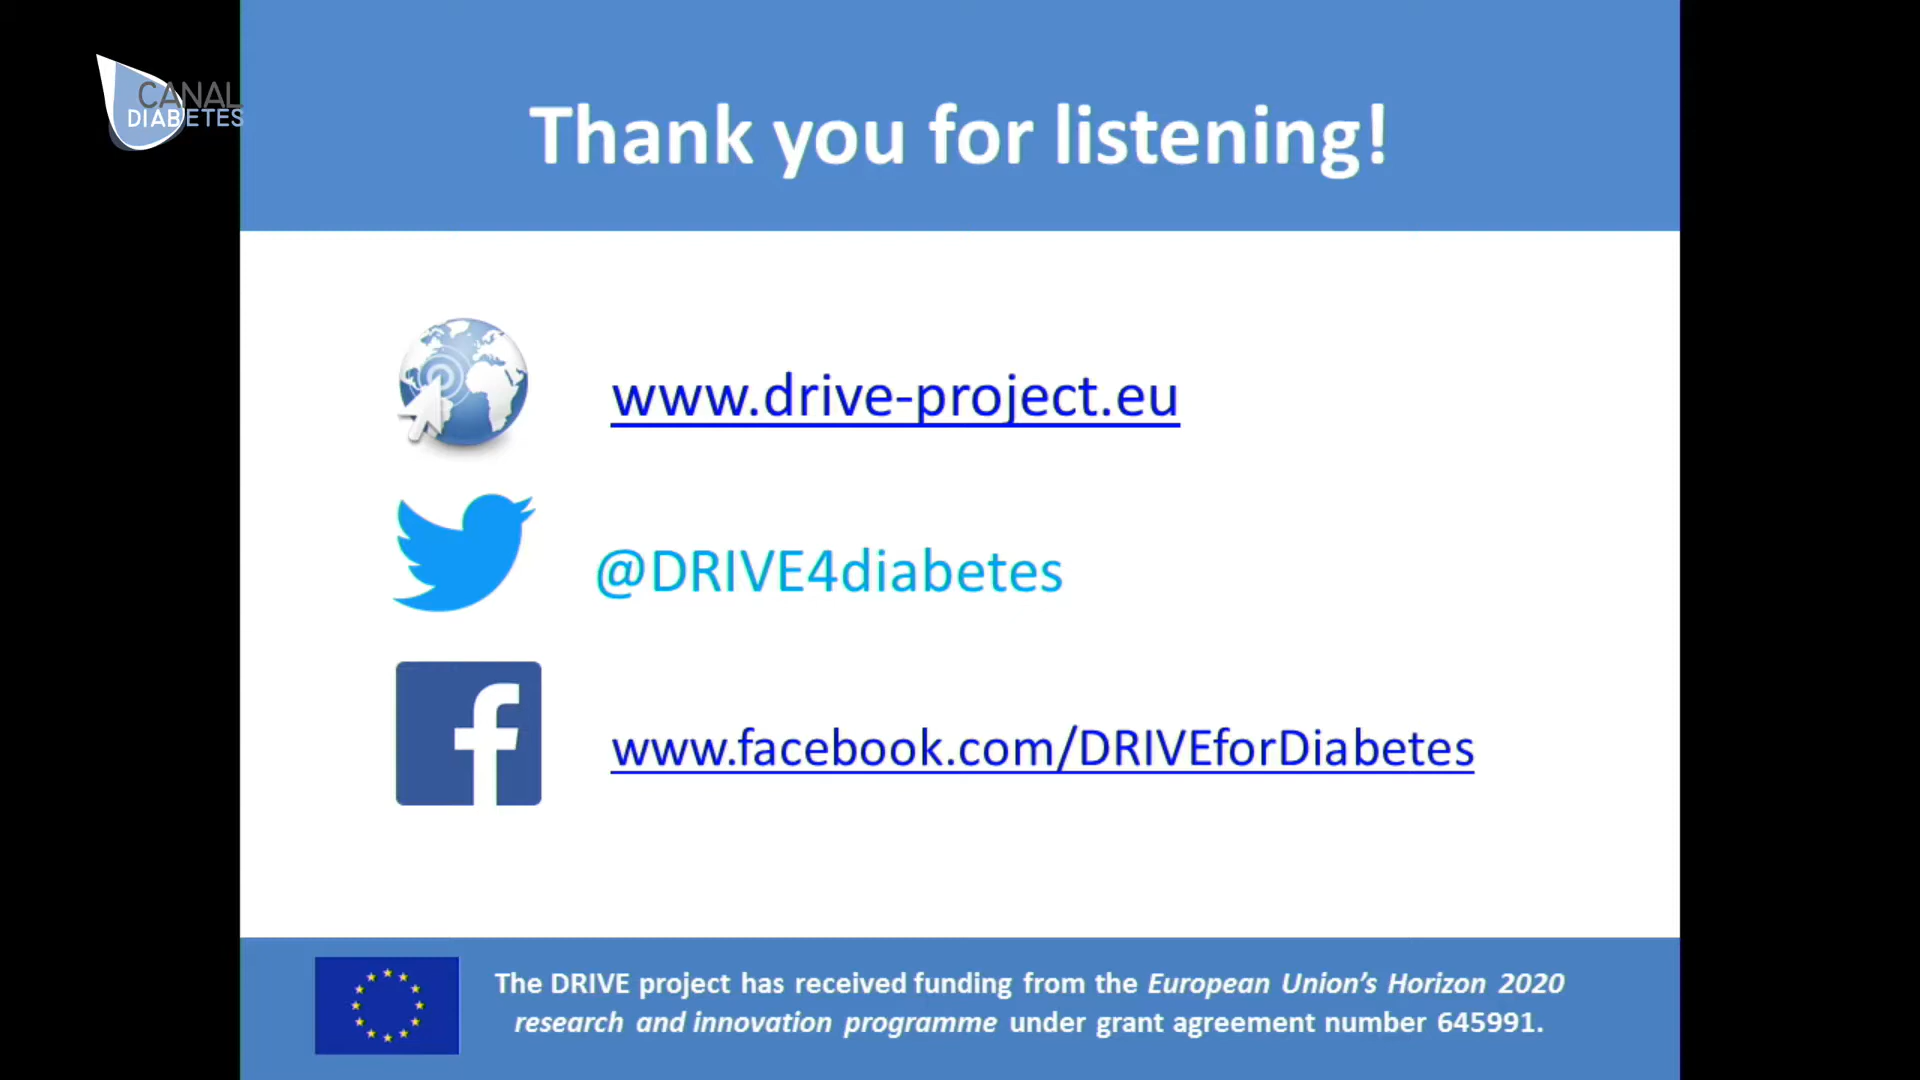 CANAL
DIABETES
Thank you for listening!
www.drive-project.eu
@DRIVE4diabetes
www.facebook.com/DRIVEforDiabetes
The DRIVE project has received funding from the European Union’s Horizon 2020
research and innovation programme under grant agreement number 645991.